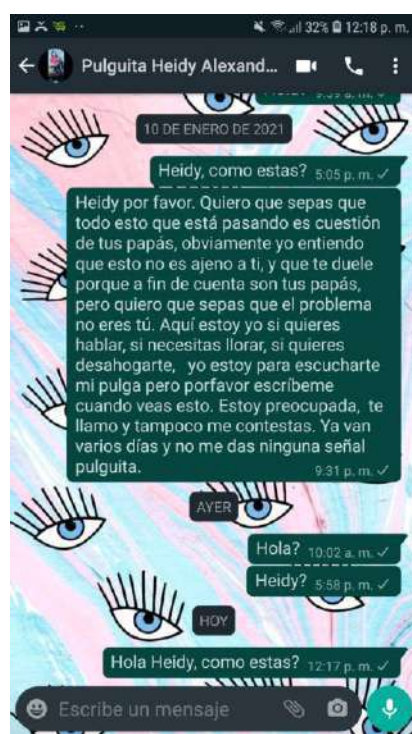 32% 12:18 p. m.
Pulguita Heidy Alexand...
10 DE ENERO DE 2021
Heidy, como estas? 5:05 p. m.
Heidy por favor. Quiero que sepas que
todo esto que está pasando es cuestión
de tus papás, obviamente yo entiendo
que esto no es ajeno a ti, y que te duele
porque a fin de cuenta son tus papás,
pero quiero que sepas que el problema
no eres tú. Aquí estoy yo si quieres
hablar, si necesitas llorar, si quieres
desahogarte, yo estoy para escucharte
mi pulga pero porfavor escríbeme
cuando veas esto. Estoy preocupada, te
llamo y tampoco me contestas. Ya van
varios días y no me das ninguna señal
pulguita. 9:31 p. m.
AYER
Hola? 10:02 a. m.
Heidy? 5:58 p. m.
HOY
Hola Heidy, como estas? 12:17 p. m.
Escribe un mensaje